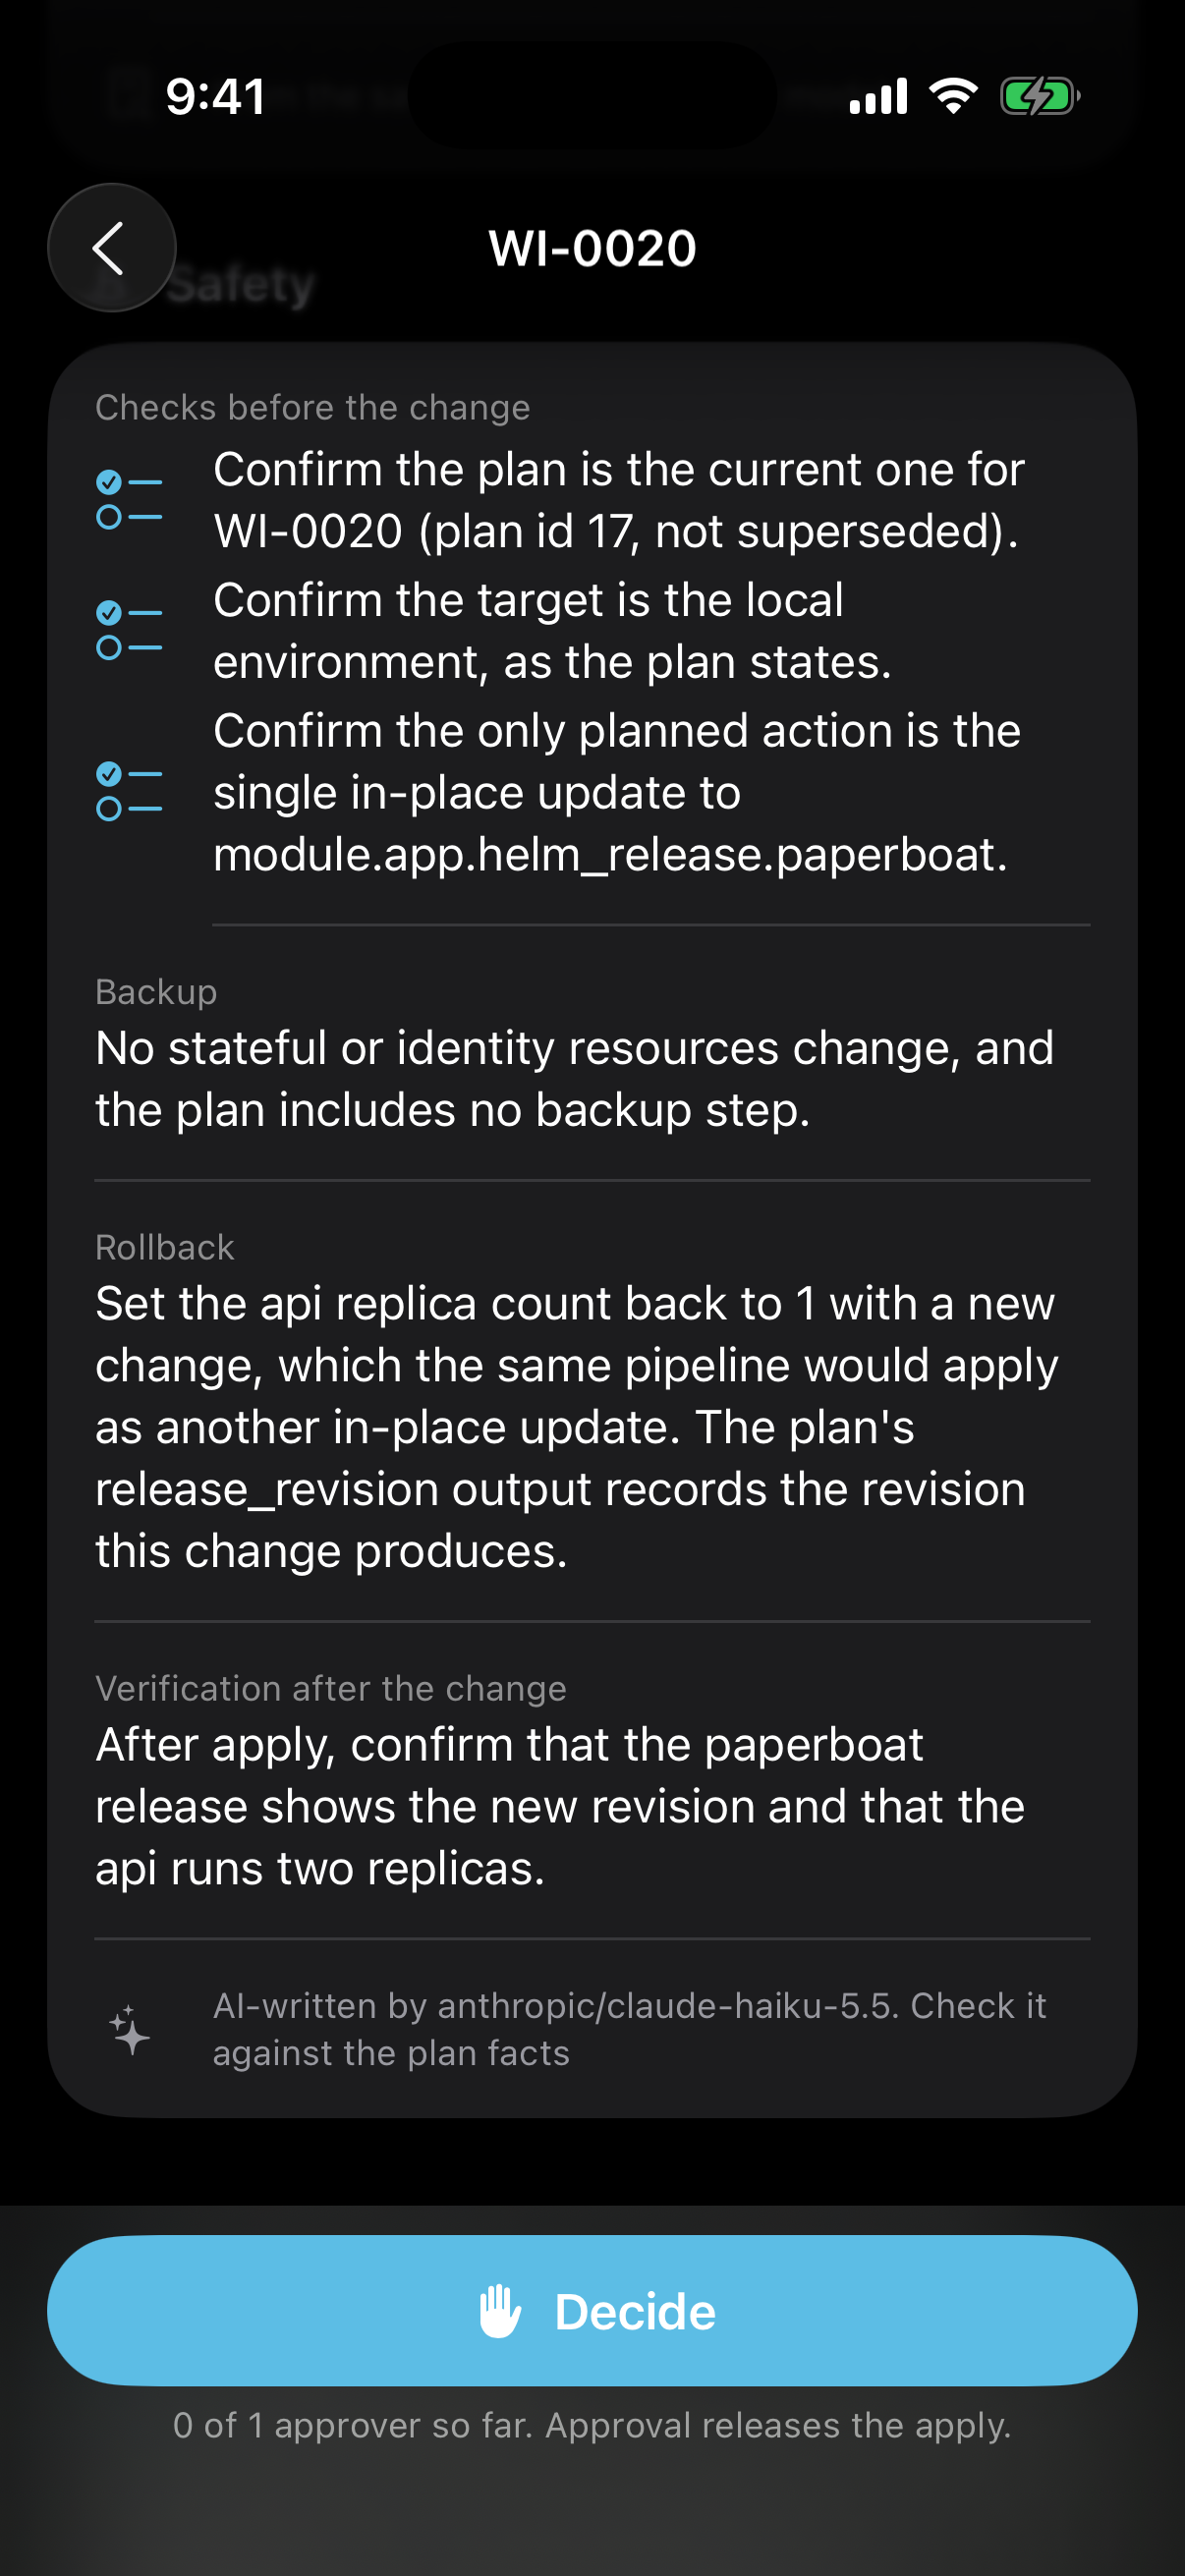 9:41
WI-0020
Safety
Checks before the change
Confirm the plan is the current one for
WI-0020 (plan id 17, not superseded).
Confirm the target is the local
environment, as the plan states.
Confirm the only planned action is the
single in-place update to
module.app.helm_release.paperboat.
Backup
No stateful or identity resources change, and
the plan includes no backup step.
Rollback
Set the api replica count back to 1 with a new
change, which the same pipeline would apply
as another in-place update. The plan's
release_revision output records the revision
this change produces.
Verification after the change
After apply, confirm that the paperboat
release shows the new revision and that the
api runs two replicas.
AI-written by anthropic/claude-haiku-5.5. Check it
against the plan facts
Decide
0 of 1 approver so far. Approval releases the apply.